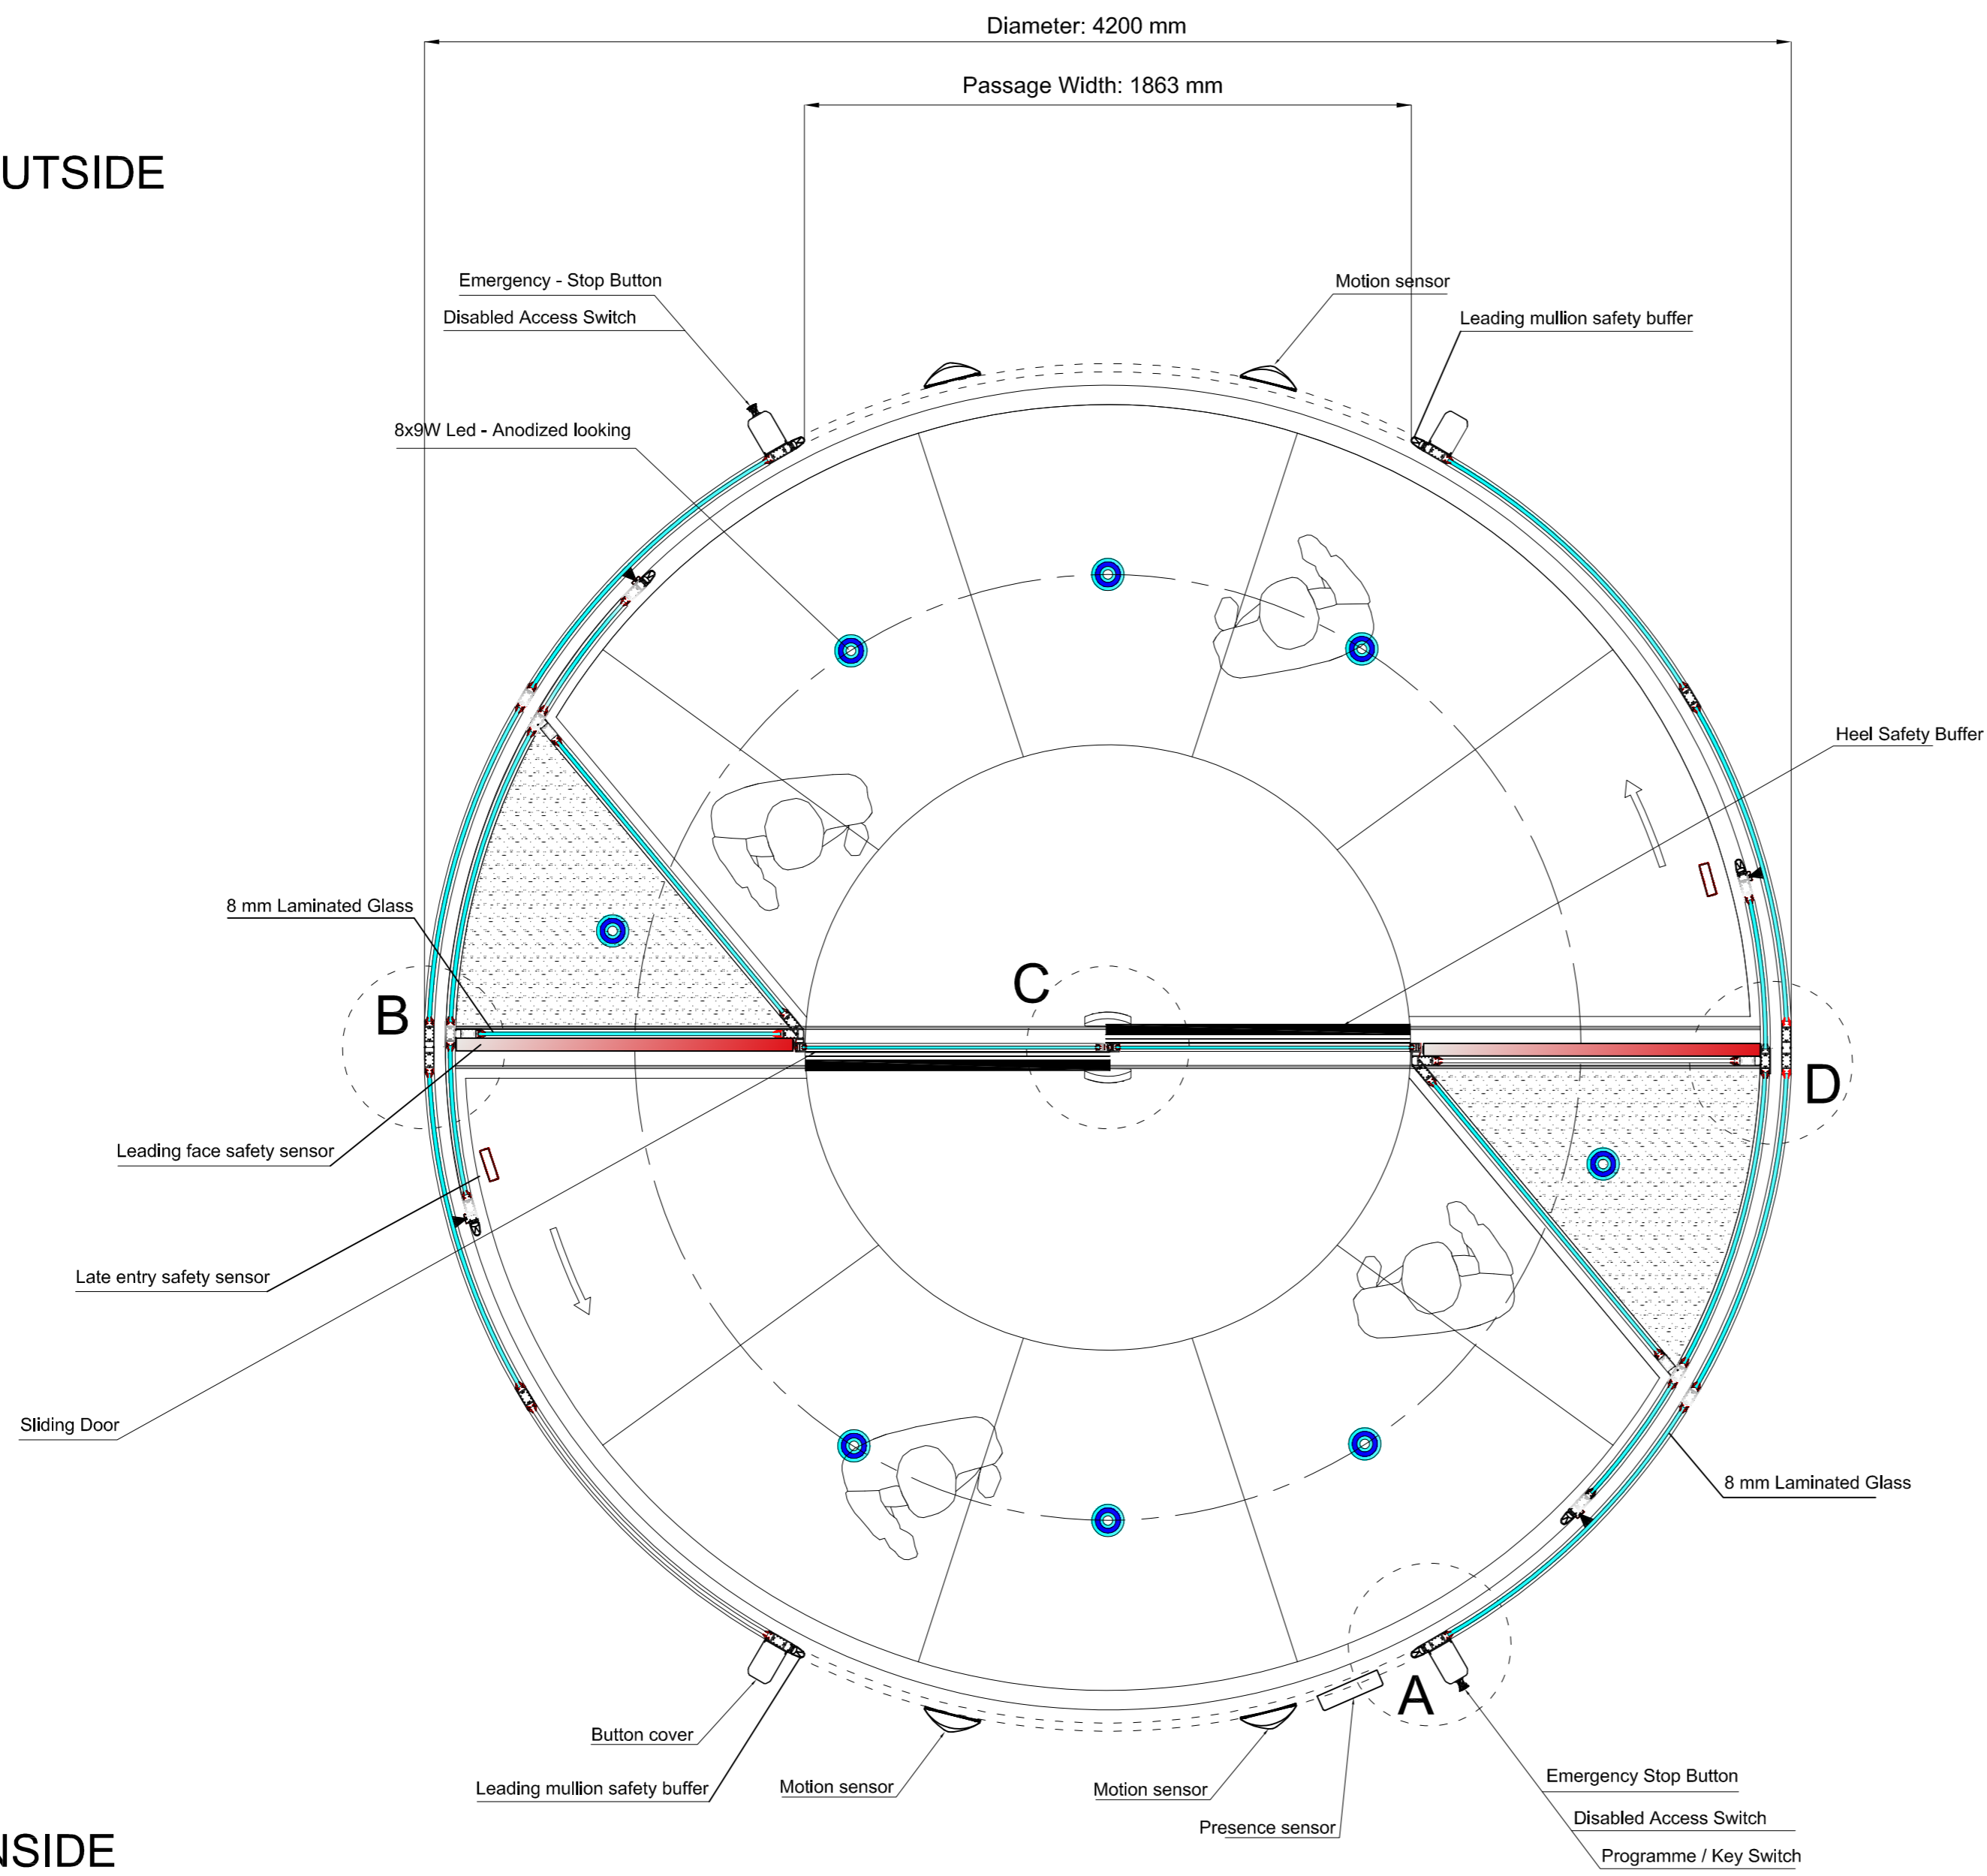 Diameter: 4200 mm
Passage Width: 1863 mm
UTSIDE
Emergency - Stop Button
Motion sensor
Disabled Access Switch
Leading mullion safety buffer
8x9W Led - Anodized looking
Heel Safety Buffer
8 mm Laminated Glass
C
B
D
Leading face safety sensor
Late entry safety sensor
Sliding Door
8 mm Laminated Glass
A
Button cover
Leading mullion safety buffer
Motion sensor
Motion sensor
Presence sensor
Emergency Stop Button
Disabled Access Switch
Programme / Key Switch
NSIDE